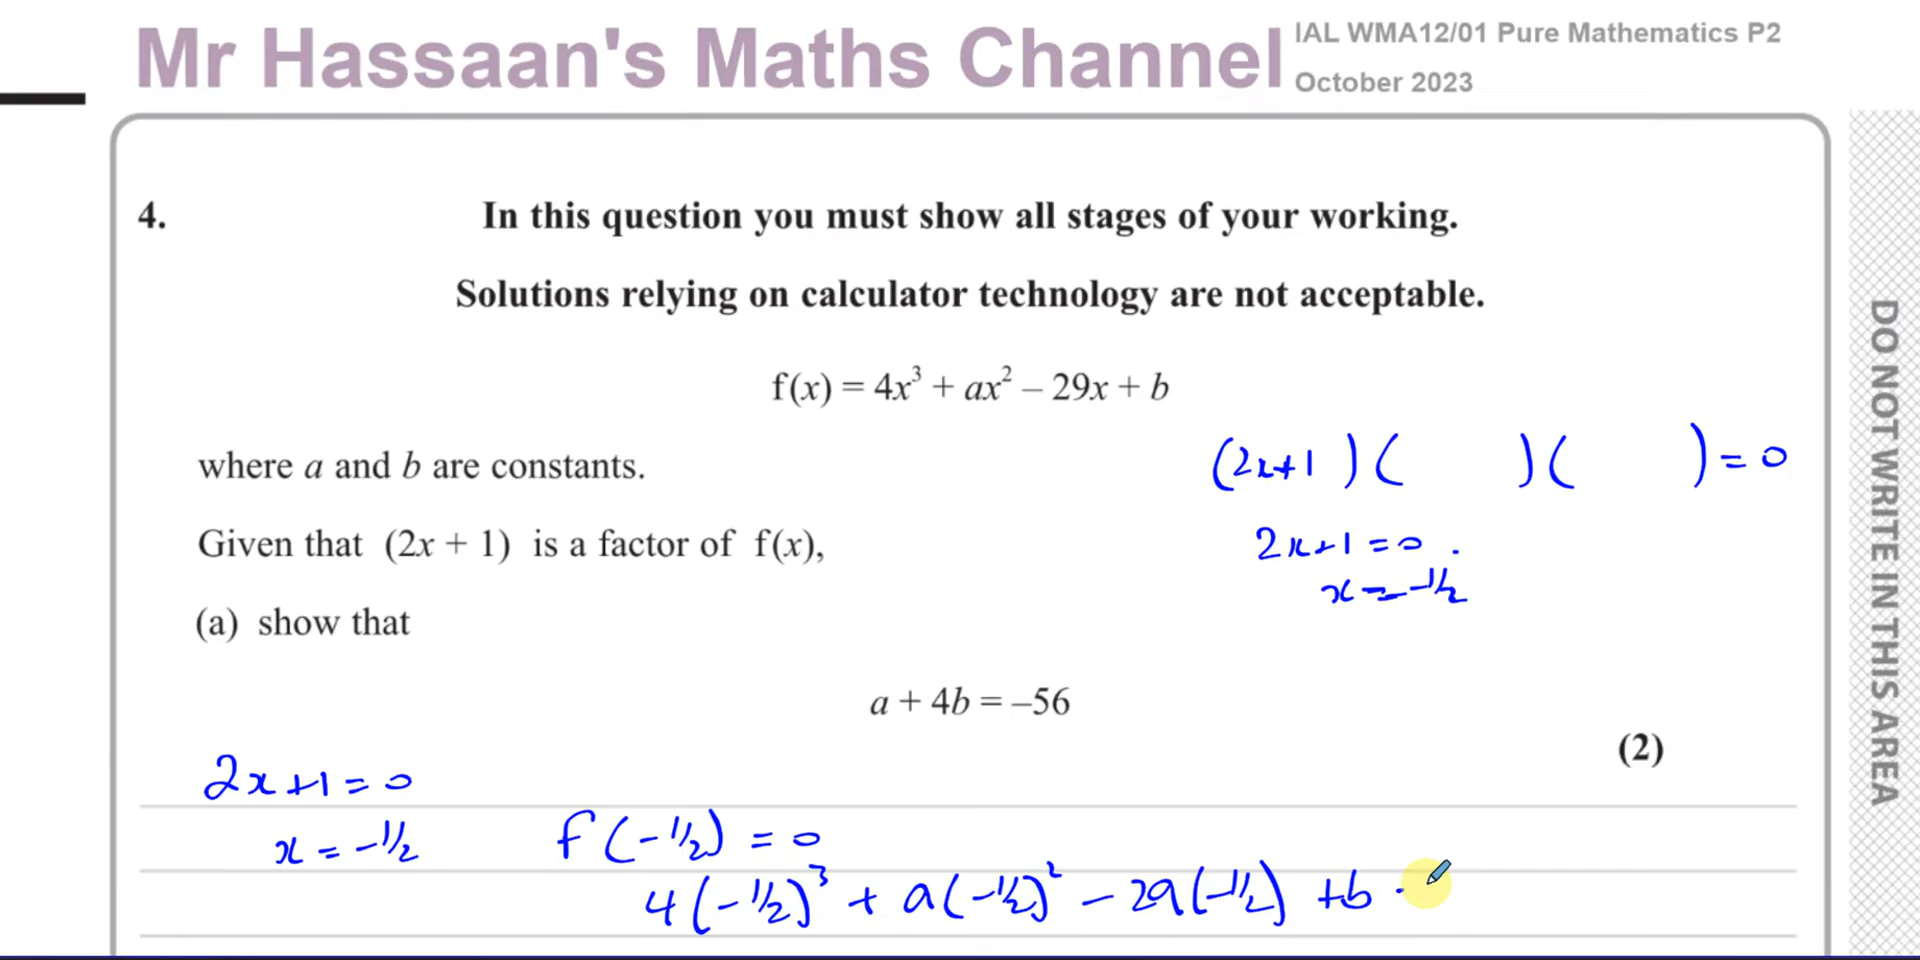 Mr Hassaan's Maths Channel
IAL WMA12/01 Pure Mathematics P2
October 2023
4.
In this question you must show all stages of your working.
Solutions relying on calculator technology are not acceptable.
f(x) = 4x³ + ax² – 29x + b
where a and b are constants.
(2x+1)( )( ) = 0
Given that (2x + 1) is a factor of f(x),
2x+1 = 0
x = -1/2
(a) show that
a + 4b = –56
(2)
2x+1 = 0
x = -1/2
f(-1/2) = 0
4(-1/2)³ + a(-1/2)² - 29(-1/2) + b
DO NOT WRITE IN THIS AREA